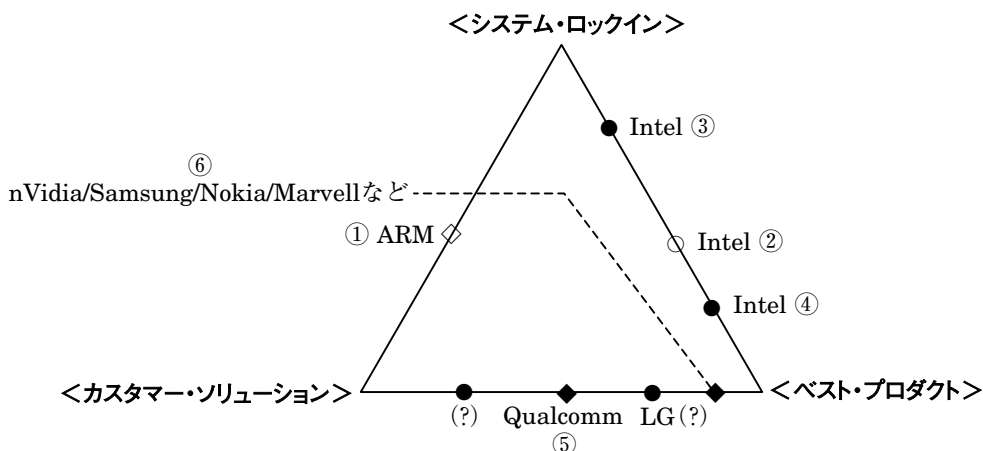 <システム・ロックイン>
Intel ③
⑥
nVidia/Samsung/Nokia/Marvellなど
① ARM
Intel ②
Intel ④
<カスタマー・ソリューション>
<ベスト・プロダクト>
(?)
Qualcomm
LG(?)
⑤